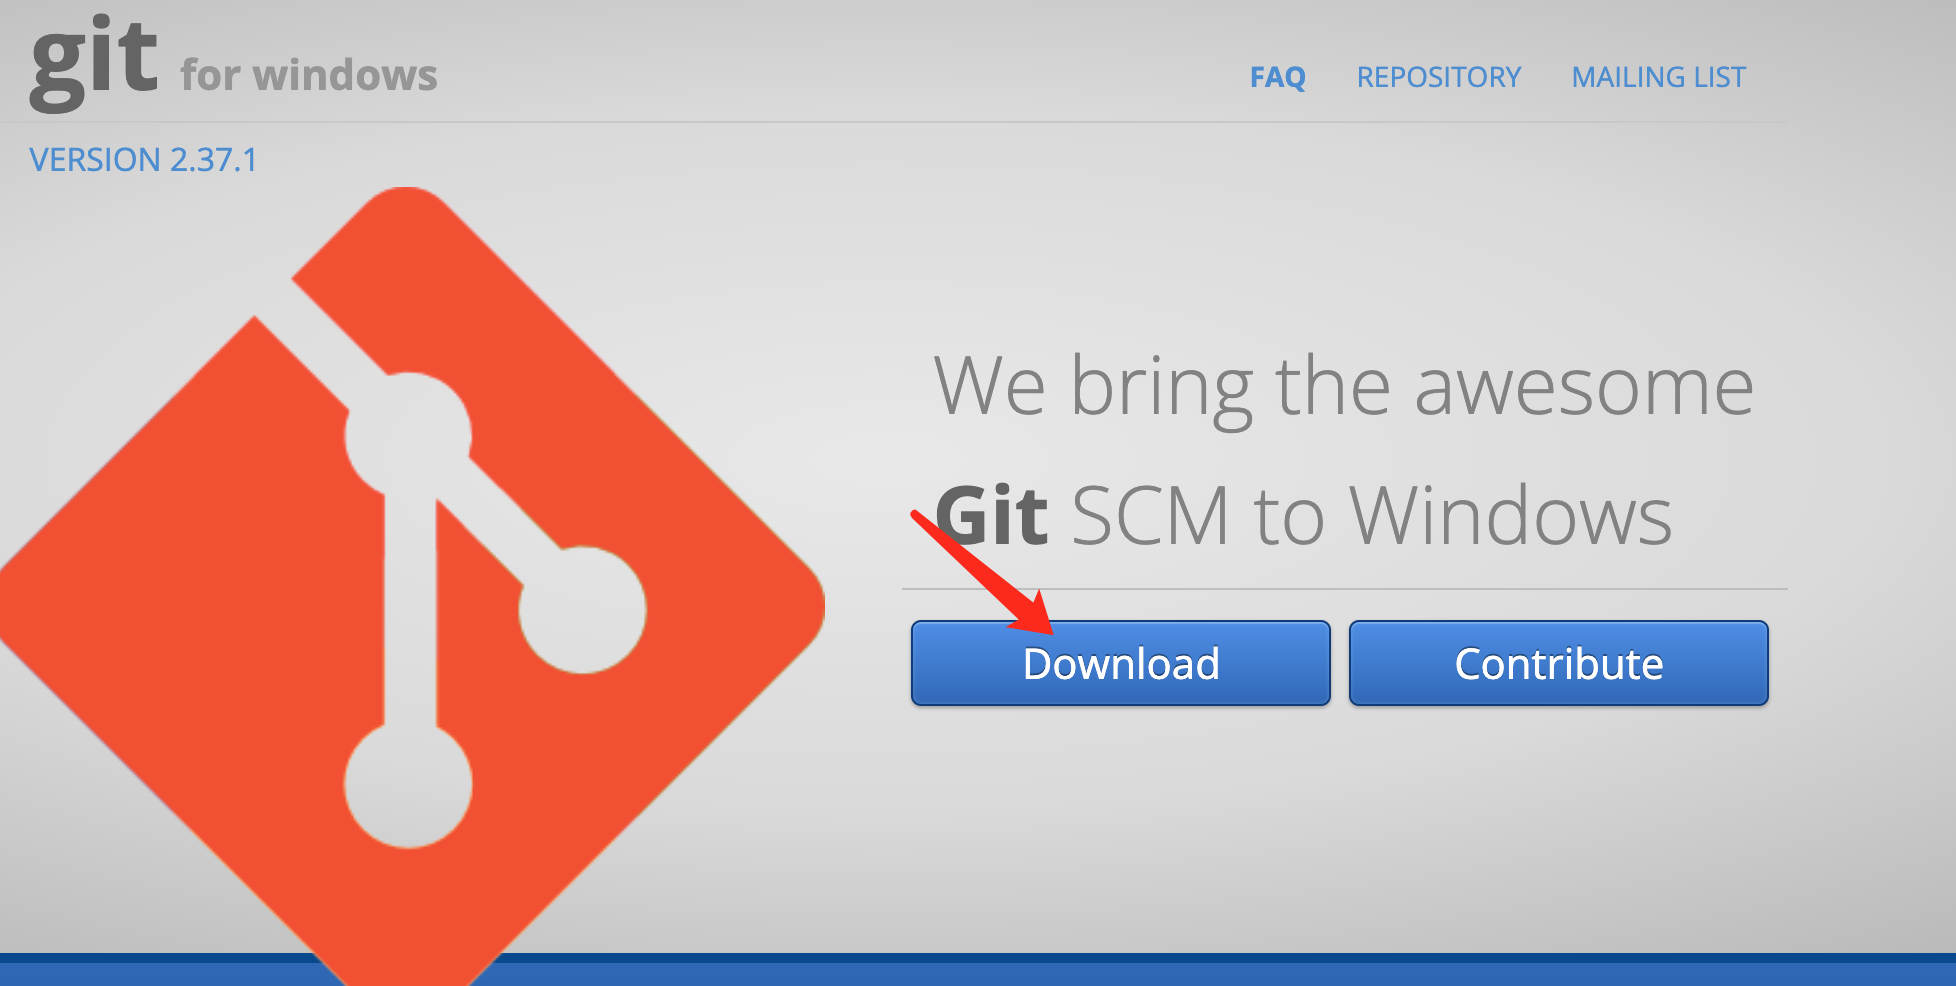 git for windows
FAQ REPOSITORY MAILING LIST
VERSION 2.37.1
We bring the awesome
Git SCM to Windows
Download Contribute